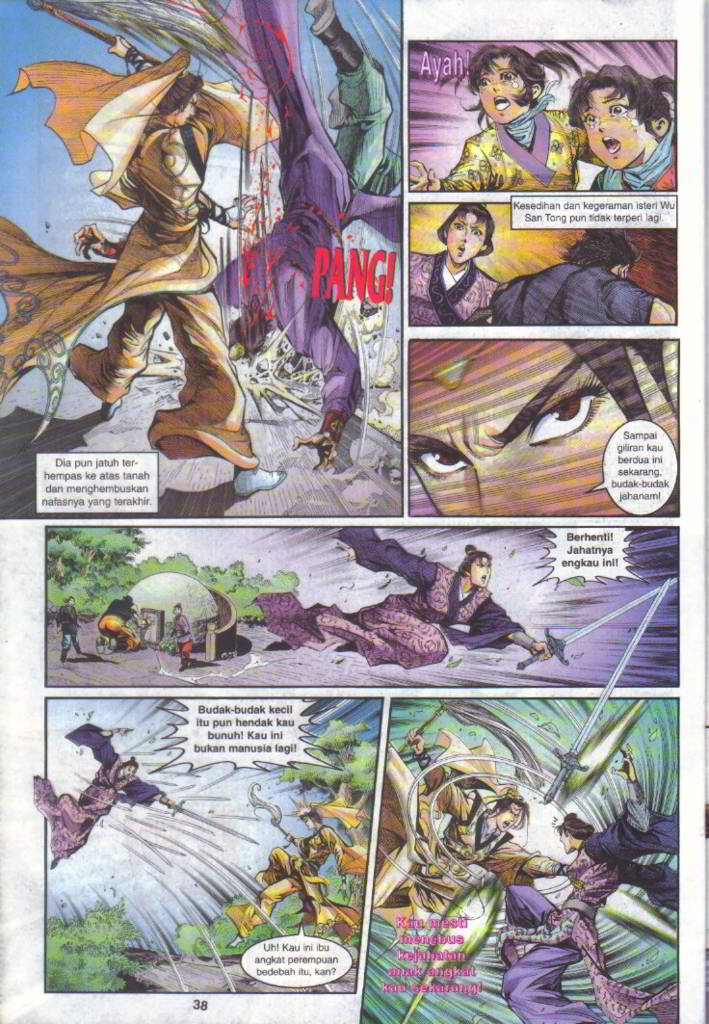 PANG!
Dia pun jatuh ter-
hempas ke atas tanah
dan menghembuskan
nafasnya yang terakhir.
Ayah!
Kesedihan dan kegeraman isteri Wu
San Tong pun tidak terperi lagi.
Sampai
giliran kau
berdua ini
sekarang,
budak-budak
jahanam!
Berhenti!
Jahatnya
engkau ini!
Budak-budak kecil
itu pun hendak kau
bunuh! Kau ini
bukan manusia lagi!
Uh! Kau ini ibu
angkat perempuan
bedebah itu, kan?
Kau mesti
menebus
kejahatan
anak angkat
kau sekarang!
38